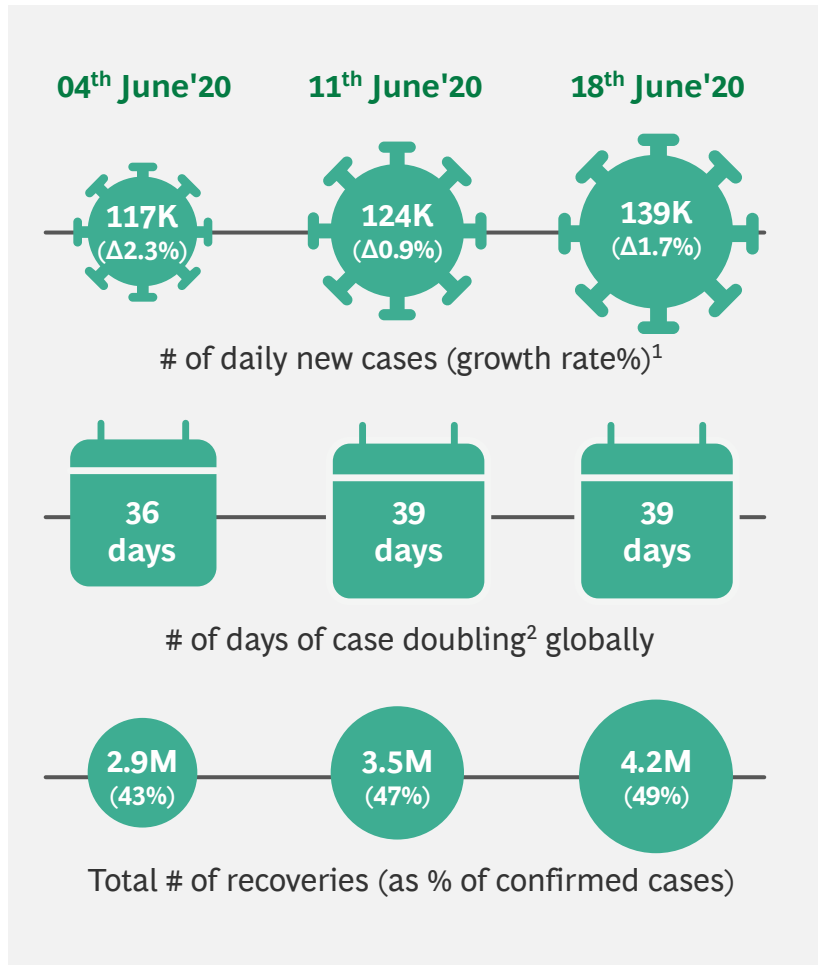 04th June'20 11th June'20 18th June'20
117K 124K 139K
(Δ2.3%) (Δ0.9%) (Δ1.7%)
# of daily new cases (growth rate%)1
36 39 39
days days days
# of days of case doubling2 globally
2.9M 3.5M 4.2M
(43%) (47%) (49%)
Total # of recoveries (as % of confirmed cases)